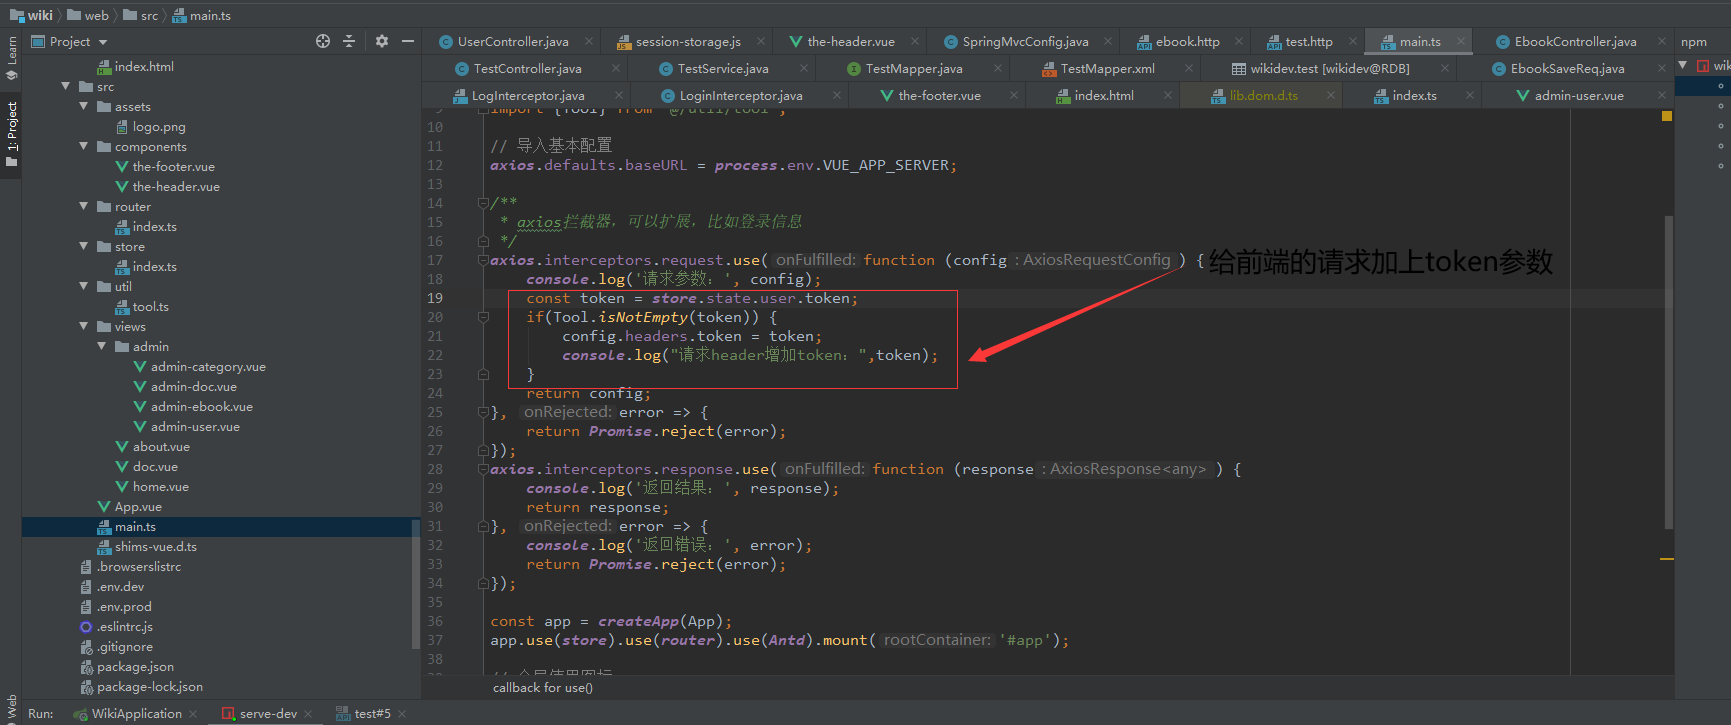 wiki web src main.ts
Project
UserController.java session-storage.js the-header.vue SpringMvcConfig.java ebook.http test.http main.ts EbookController.java npm
TestController.java TestService.java TestMapper.java TestMapper.xml wikidev.test [wikidev@RDB] EbookSaveReq.java
LogInterceptor.java LoginInterceptor.java the-footer.vue index.html lib.dom.d.ts index.ts admin-user.vue
Learn
1: Project
Web
index.html
src
assets
logo.png
components
the-footer.vue
the-header.vue
router
index.ts
store
index.ts
util
tool.ts
views
admin
admin-category.vue
admin-doc.vue
admin-ebook.vue
admin-user.vue
about.vue
doc.vue
home.vue
App.vue
main.ts
shims-vue.d.ts
.browserslistrc
.env.dev
.env.prod
.eslintrc.js
.gitignore
package.json
package-lock.json
10
11 // 导入基本配置
12 axios.defaults.baseURL = process.env.VUE_APP_SERVER;
13
14 /**
15 * axios拦截器，可以扩展，比如登录信息
16 */
17 axios.interceptors.request.use( onFulfilled: function (config : AxiosRequestConfig ) {
给前端的请求加上token参数
18 console.log('请求参数：', config);
19 const token = store.state.user.token;
20 if(Tool.isNotEmpty(token)) {
21 config.headers.token = token;
22 console.log("请求header增加token：",token);
23 }
24 return config;
25 }, onRejected: error => {
26 return Promise.reject(error);
27 });
28 axios.interceptors.response.use( onFulfilled: function (response : AxiosResponse<any> ) {
29 console.log('返回结果：', response);
30 return response;
31 }, onRejected: error => {
32 console.log('返回错误：', error);
33 return Promise.reject(error);
34 });
35
36 const app = createApp(App);
37 app.use(store).use(router).use(Antd).mount( rootContainer: '#app');
38
callback for use()
Run: WikiApplication serve-dev test#5